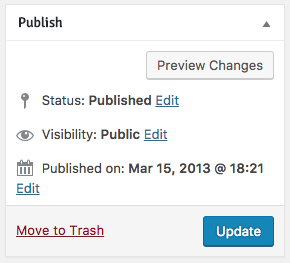 Publish
Preview Changes
Status: Published Edit
Visibility: Public Edit
Published on: Mar 15, 2013 @ 18:21
Edit
Move to Trash
Update